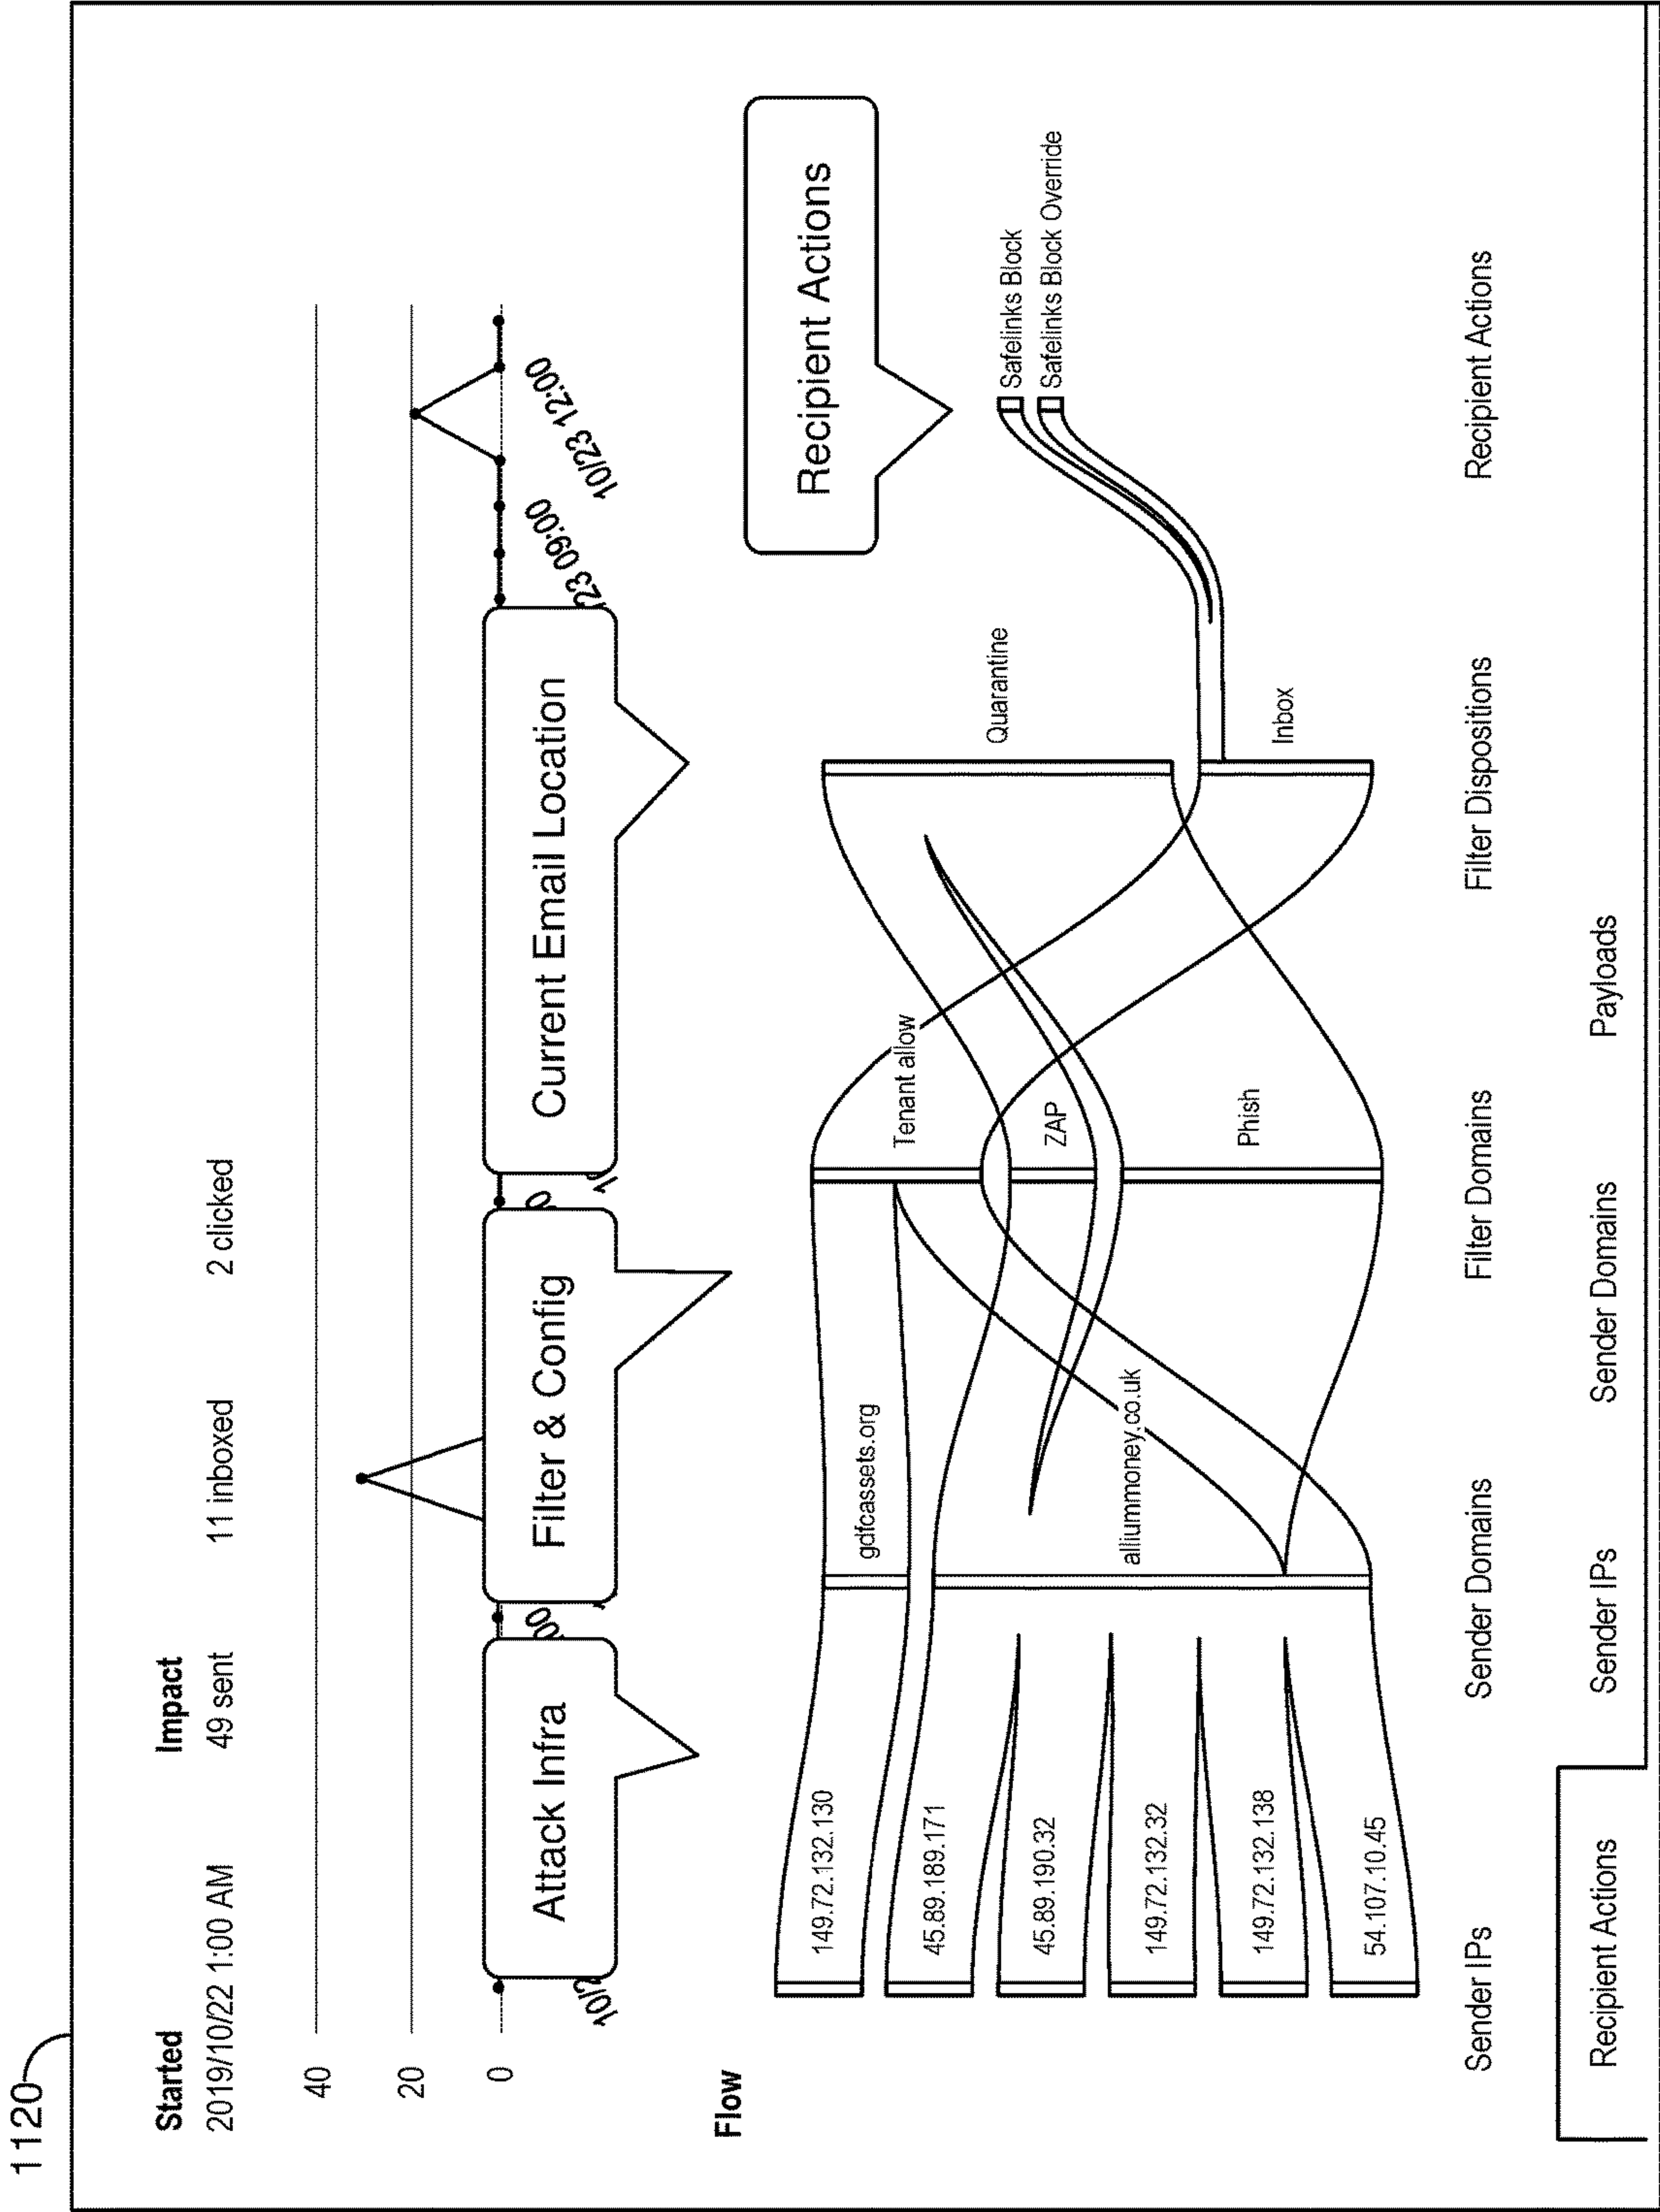 1120
Started
Impact
2019/10/22 1:00 AM
49 sent
11 inboxed
2 clicked
40
20
0
Attack Infra
Filter & Config
Current Email Location
10/2
00
0
10
/23 09:00
10/23 12:00
Flow
Recipient Actions
149.72.132.130
45.89.189.171
45.89.190.32
149.72.132.32
149.72.132.138
54.107.10.45
gdfcassets.org
alliummoney.co.uk
Tenant allow
ZAP
Phish
Quarantine
Inbox
Safelinks Block
Safelinks Block Override
Sender IPs
Sender Domains
Filter Domains
Filter Dispositions
Recipient Actions
Recipient Actions
Sender IPs
Sender Domains
Payloads